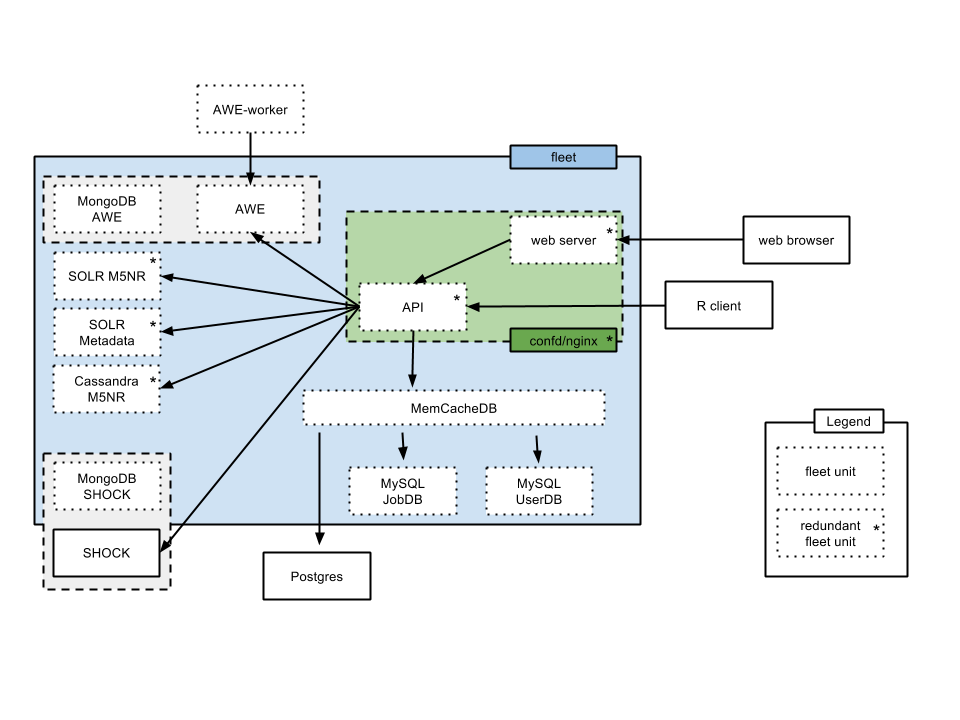 AWE-worker
fleet
MongoDB
AWE
AWE
web server *
web browser
SOLR M5NR *
API *
R client
SOLR
Metadata *
confd/nginx *
Cassandra
M5NR *
MemCacheDB
Legend
fleet unit
MongoDB
SHOCK
MySQL
JobDB
MySQL
UserDB
redundant
fleet unit *
SHOCK
Postgres